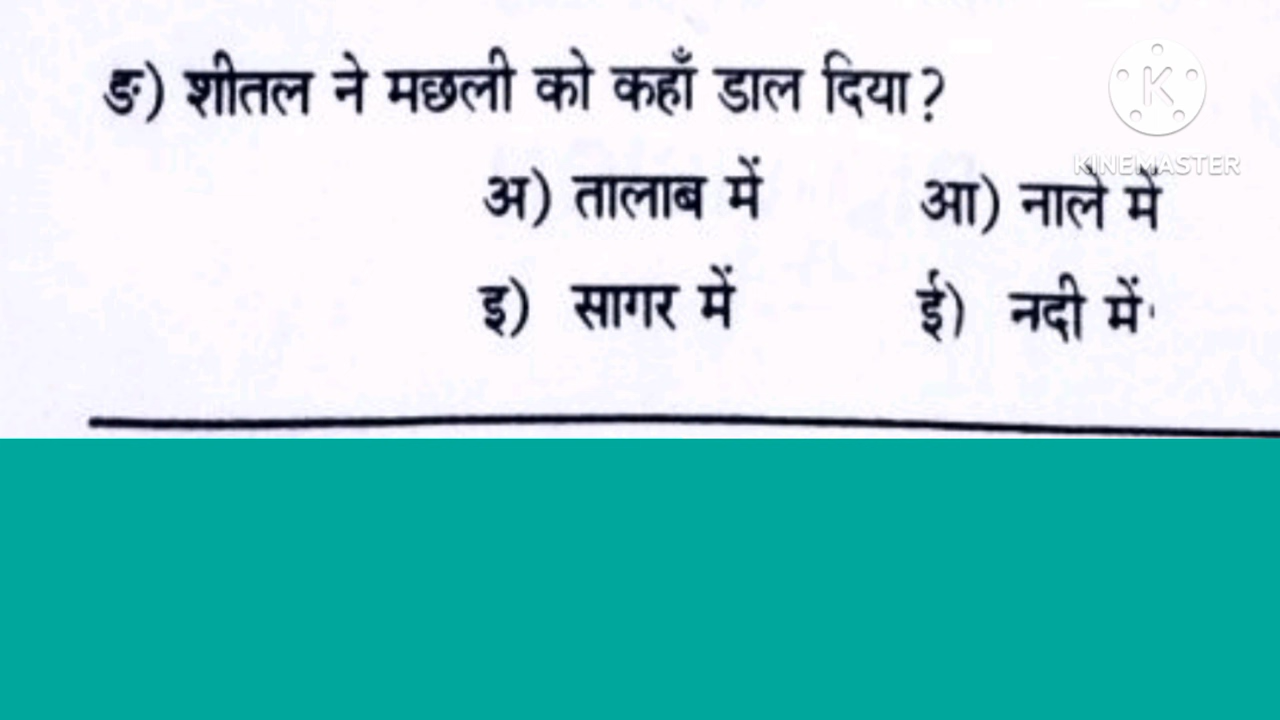 ङ) शीतल ने मछली को कहाँ डाल दिया?
K
KINEMASTER
अ) तालाब में आ) नाले में
इ) सागर में ई) नदी में